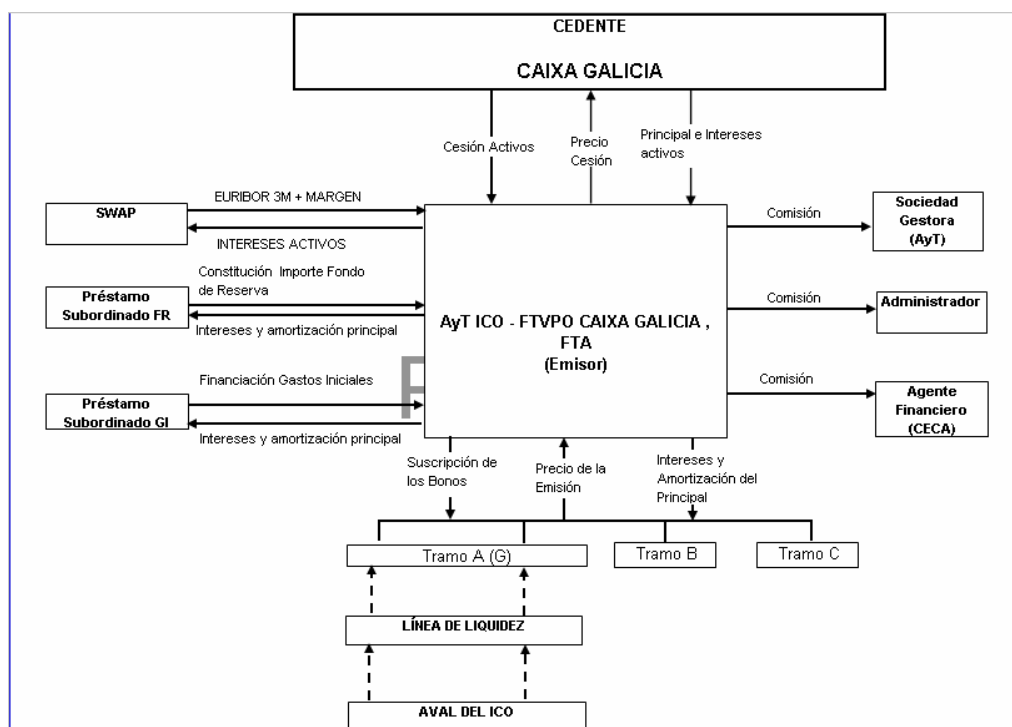 CEDENTE
CAIXA GALICIA
Cesión Activos
Precio
Cesión
Principal e Intereses
activos
EURIBOR 3M + MARGEN
SWAP
INTERESES ACTIVOS
Comisión
Sociedad
Gestora
(AyT)
Constitución Importe Fondo
de Reserva
Préstamo
Subordinado FR
Intereses y amortización principal
AyT ICO - FTVPO CAIXA GALICIA ,
FTA
(Emisor)
Comisión
Administrador
Financiación Gastos Iniciales
Préstamo
Subordinado GI
Intereses y amortización principal
Comisión
Agente
Financiero
(CECA)
Suscripción de
los Bonos
Precio de la
Emisión
Intereses y
Amortización del
Principal
Tramo A (G)
Tramo B
Tramo C
LÍNEA DE LIQUIDEZ
AVAL DEL ICO